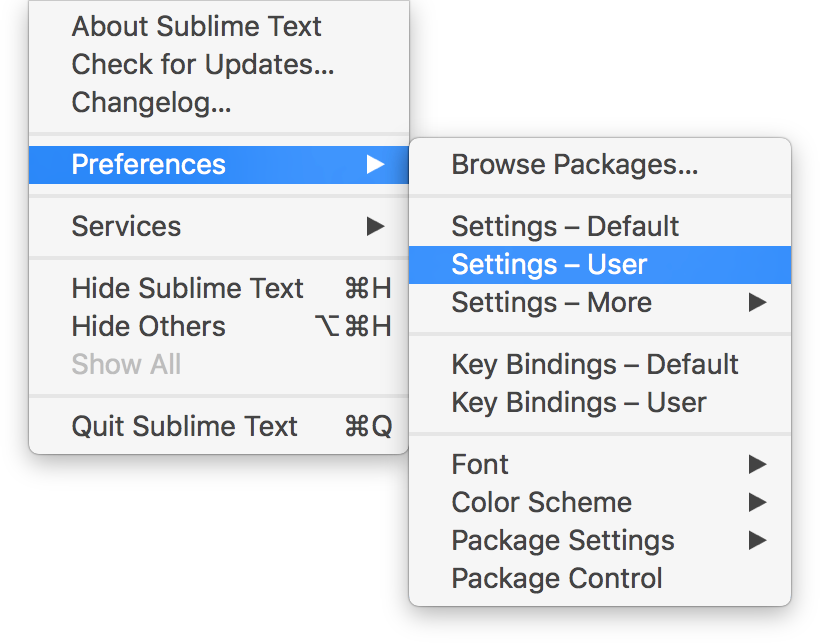 About Sublime Text
Check for Updates...
Changelog...
Preferences
Services
Hide Sublime Text ⌘H
Hide Others ⌥⌘H
Show All
Quit Sublime Text ⌘Q
Browse Packages...
Settings – Default
Settings – User
Settings – More
Key Bindings – Default
Key Bindings – User
Font
Color Scheme
Package Settings
Package Control